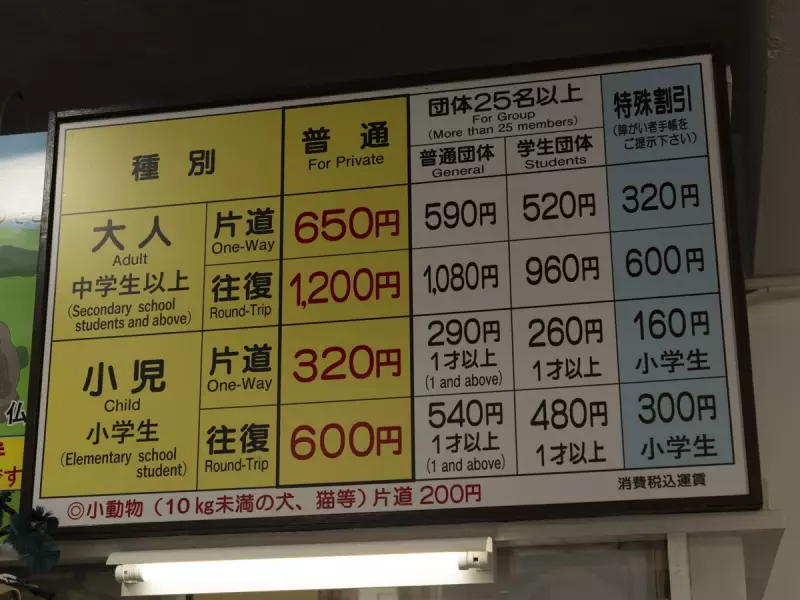 種別
普通
For Private
団体25名以上
For Group
(More than 25 members)
普通団体
General
学生団体
Students
特殊割引
(障がい者手帳を
ご提示下さい)
大人
Adult
中学生以上
(Secondary school
students and above)
片道
One-Way
650円
590円
520円
320円
往復
Round-Trip
1,200円
1,080円
960円
600円
小児
Child
小学生
(Elementary school
student)
片道
One-Way
320円
290円
1才以上
(1 and above)
260円
1才以上
160円
小学生
往復
Round-Trip
600円
540円
1才以上
(1 and above)
480円
1才以上
300円
小学生
◎小動物(10kg未満の犬、猫等)片道200円
消費税込運賃
仏
です